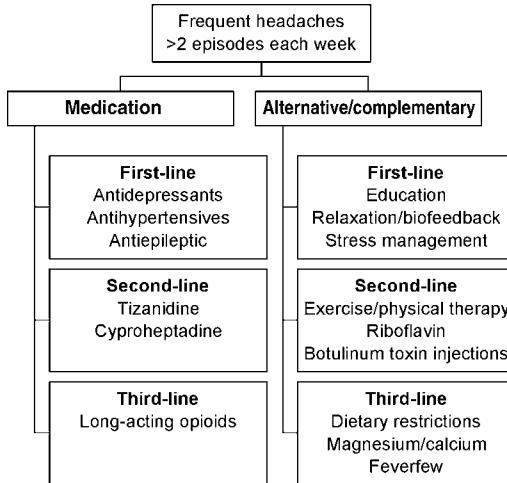 Frequent headaches
>2 episodes each week
Medication
First-line
Antidepressants
Antihypertensives
Antiepileptic
Second-line
Tizanidine
Cyproheptadine
Third-line
Long-acting opioids
Alternative/complementary
First-line
Education
Relaxation/biofeedback
Stress management
Second-line
Exercise/physical therapy
Riboflavin
Botulinum toxin injections
Third-line
Dietary restrictions
Magnesium/calcium
Feverfew